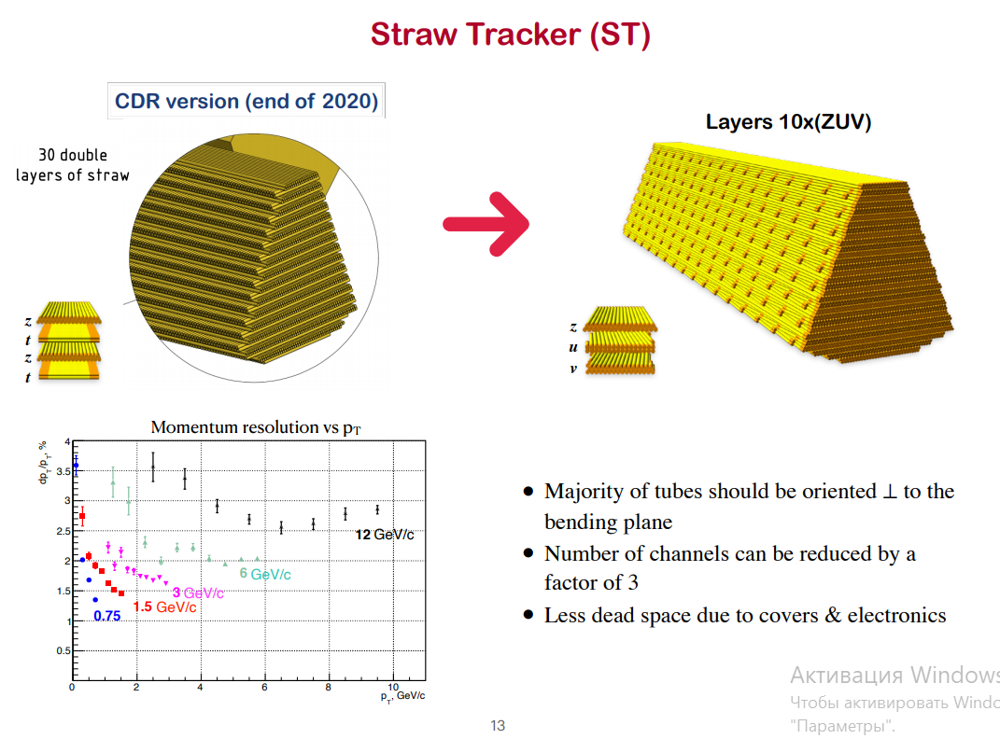 Straw Tracker (ST)
CDR version (end of 2020)
30 double
layers of straw
Layers 10x(ZUV)
z
t
z
t
z
u
v
Momentum resolution vs pT
dpT/pT, %
4
3.5
3
2.5
2
1.5
1
0.5
0 2 4 6 8 10
pT, GeV/c
12 GeV/c
6 GeV/c
3 GeV/c
1.5 GeV/c
0.75
● Majority of tubes should be oriented ⊥ to the
bending plane
● Number of channels can be reduced by a
factor of 3
● Less dead space due to covers & electronics
Активация Windows
Чтобы активировать Windo
"Параметры".
13